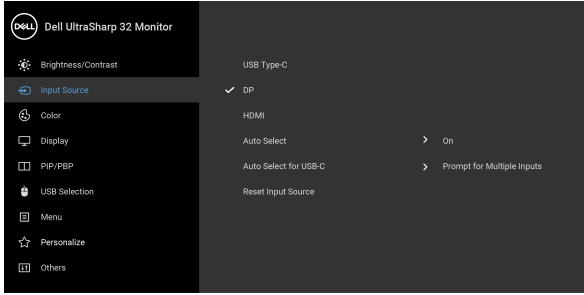 DELL Dell UltraSharp 32 Monitor
Brightness/Contrast
Input Source
Color
Display
PIP/PBP
USB Selection
Menu
Personalize
Others
USB Type-C
DP
HDMI
Auto Select On
Auto Select for USB-C Prompt for Multiple Inputs
Reset Input Source